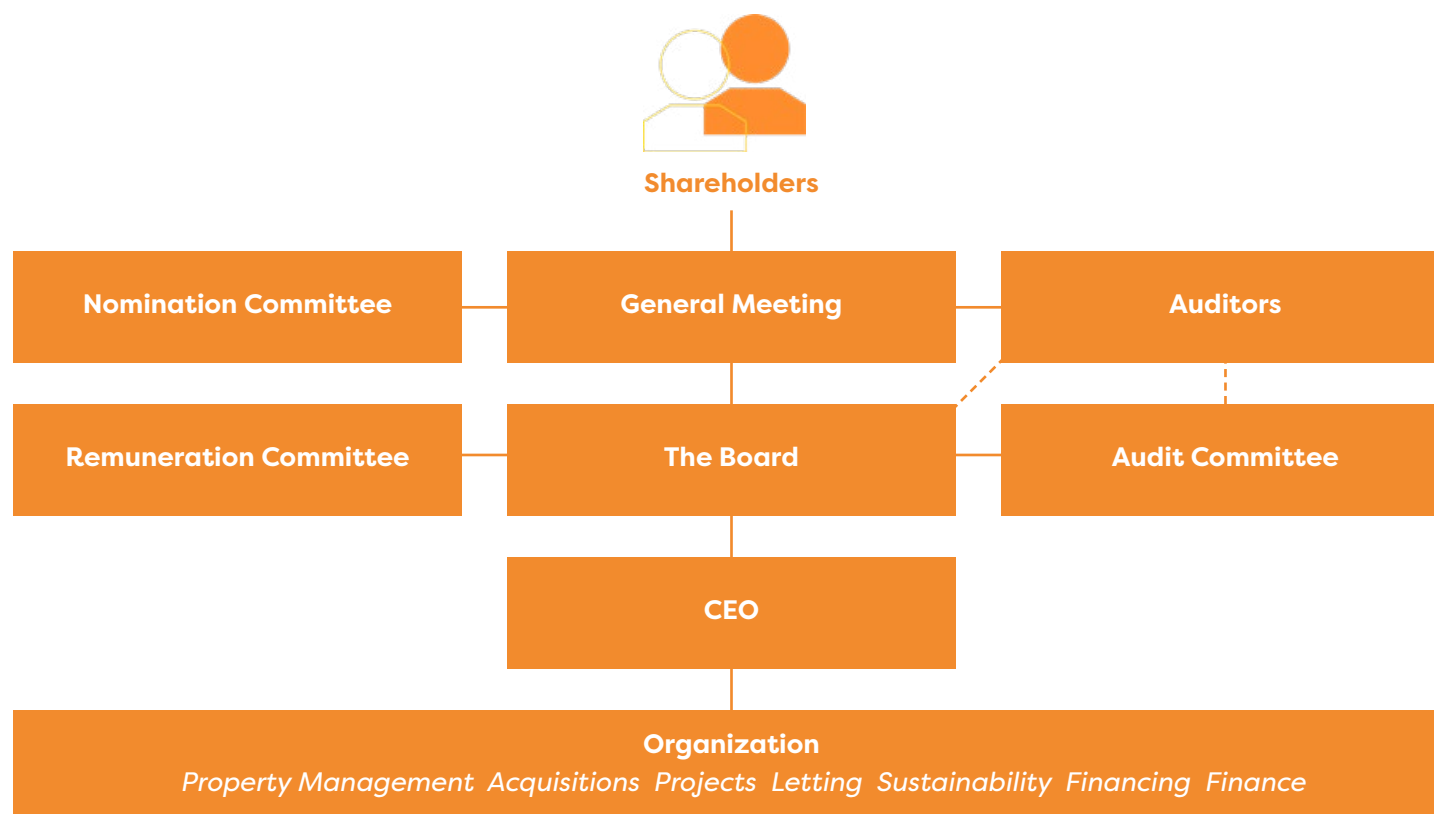 Shareholders
Nomination Committee
General Meeting
Auditors
Remuneration Committee
The Board
Audit Committee
CEO
Organization
Property Management Acquisitions Projects Letting Sustainability Financing Finance